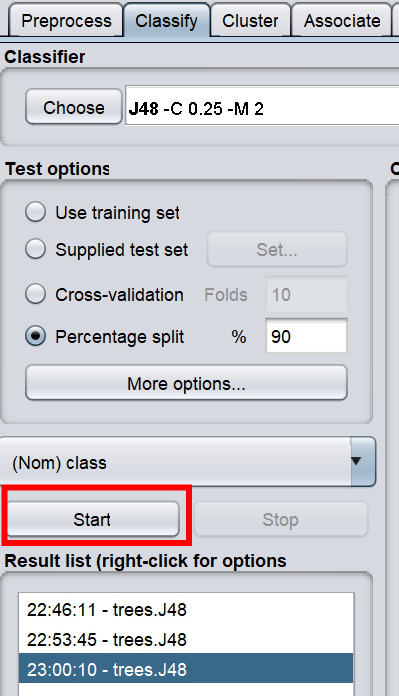 Preprocess Classify Cluster Associate
Classifier
Choose J48 -C 0.25 -M 2
Test options
Use training set
Supplied test set Set...
Cross-validation Folds 10
Percentage split % 90
More options...
(Nom) class
Start Stop
Result list (right-click for options
22:46:11 - trees.J48
22:53:45 - trees.J48
23:00:10 - trees.J48